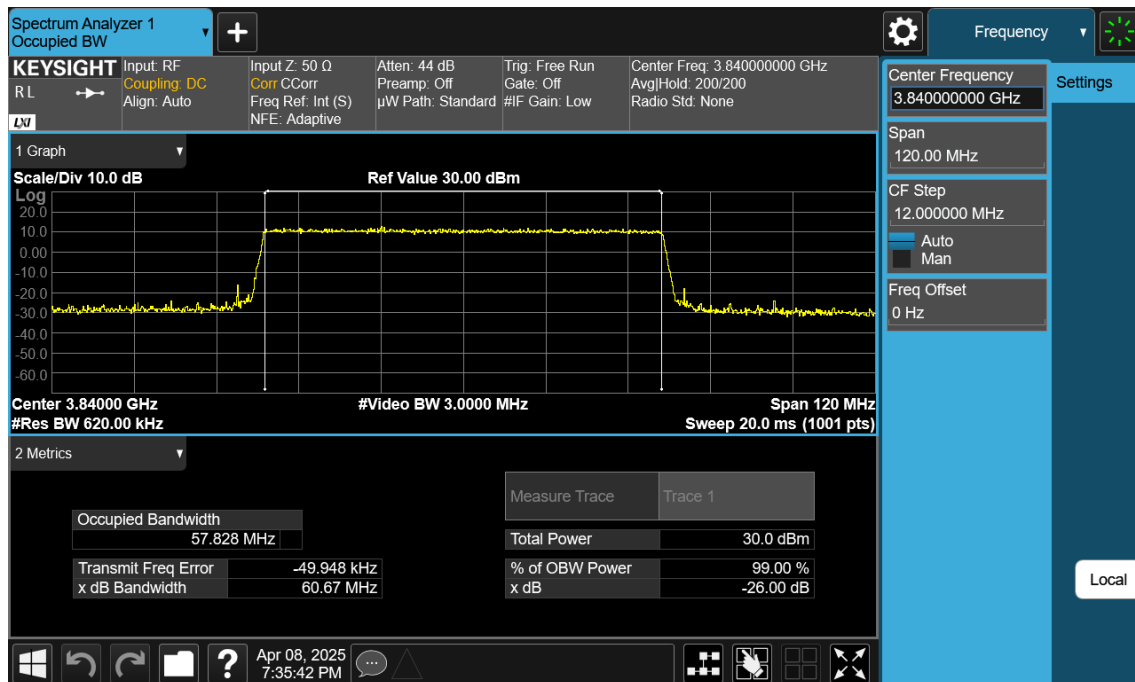 Spectrum Analyzer 1
Occupied BW
+
Frequency
KEYSIGHT
R L
LXI
Input: RF
Coupling: DC
Align: Auto
Input Z: 50 Ω
Corr CCorr
Freq Ref: Int (S)
NFE: Adaptive
Atten: 44 dB
Preamp: Off
µW Path: Standard
Trig: Free Run
Gate: Off
#IF Gain: Low
Center Freq: 3.840000000 GHz
Avg|Hold: 200/200
Radio Std: None
1 Graph
Scale/Div 10.0 dB
Ref Value 30.00 dBm
Log
20.0
10.0
0.00
-10.0
-20.0
-30.0
-40.0
-50.0
-60.0
Center 3.84000 GHz
#Video BW 3.0000 MHz
Span 120 MHz
#Res BW 620.00 kHz
Sweep 20.0 ms (1001 pts)
2 Metrics
Measure Trace Trace 1
Occupied Bandwidth
57.828 MHz
Total Power 30.0 dBm
Transmit Freq Error -49.948 kHz
% of OBW Power 99.00 %
x dB Bandwidth 60.67 MHz
x dB -26.00 dB
Center Frequency
3.840000000 GHz
Span
120.00 MHz
CF Step
12.000000 MHz
Auto
Man
Freq Offset
0 Hz
Settings
Local
?
Apr 08, 2025
7:35:42 PM